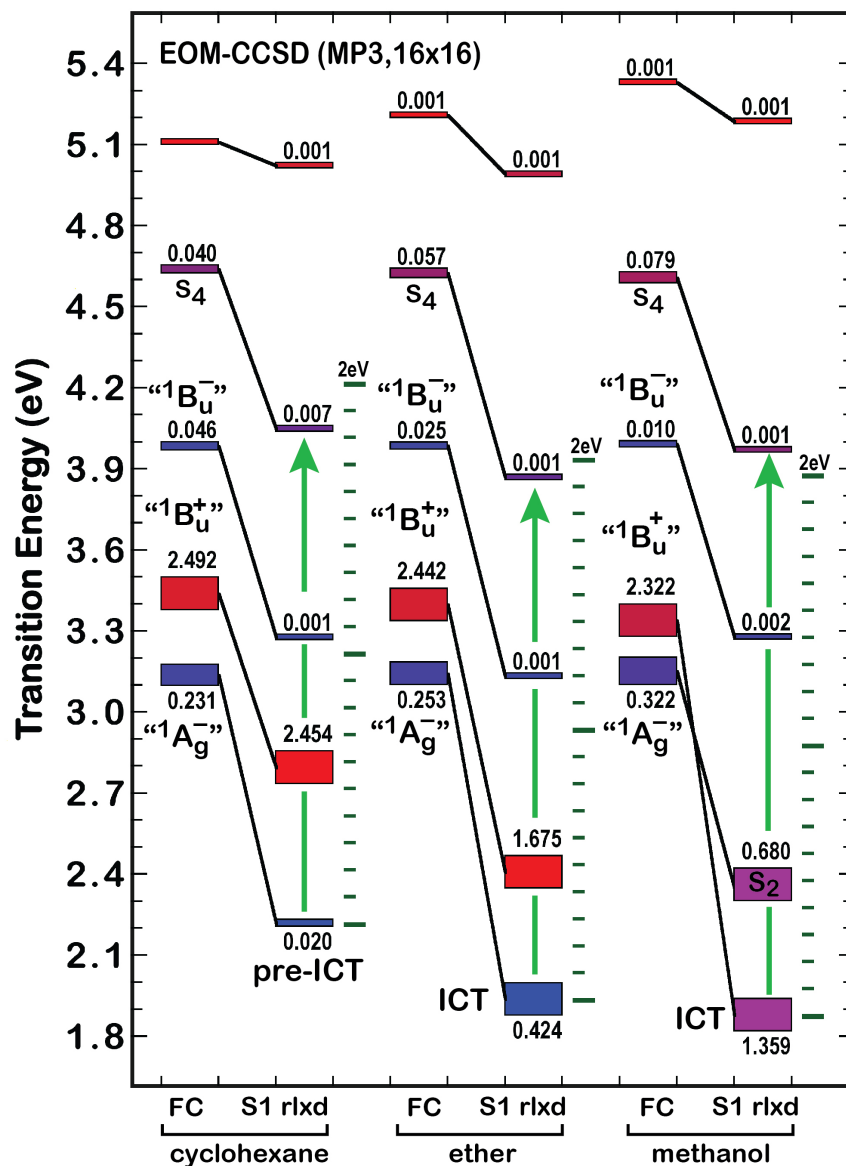 EOM-CCSD (MP3,16x16)
Transition Energy (eV)
5.4
5.1
4.8
4.5
4.2
3.9
3.6
3.3
3.0
2.7
2.4
2.1
1.8
0.001
0.040
S4
0.007
2eV
“¹Bu⁻”
0.046
“¹Bu⁺”
2.492
0.001
0.231
“¹Ag⁻”
2.454
0.020
pre-ICT
0.001
0.001
0.057
S4
0.001
2eV
“¹Bu⁻”
0.025
“¹Bu⁺”
2.442
0.001
0.253
“¹Ag⁻”
1.675
ICT
0.424
0.001
0.001
0.079
S4
0.001
2eV
“¹Bu⁻”
0.010
“¹Bu⁺”
2.322
0.002
0.322
“¹Ag⁻”
0.680
S2
ICT
1.359
FC S1 rlxd FC S1 rlxd FC S1 rlxd
cyclohexane ether methanol